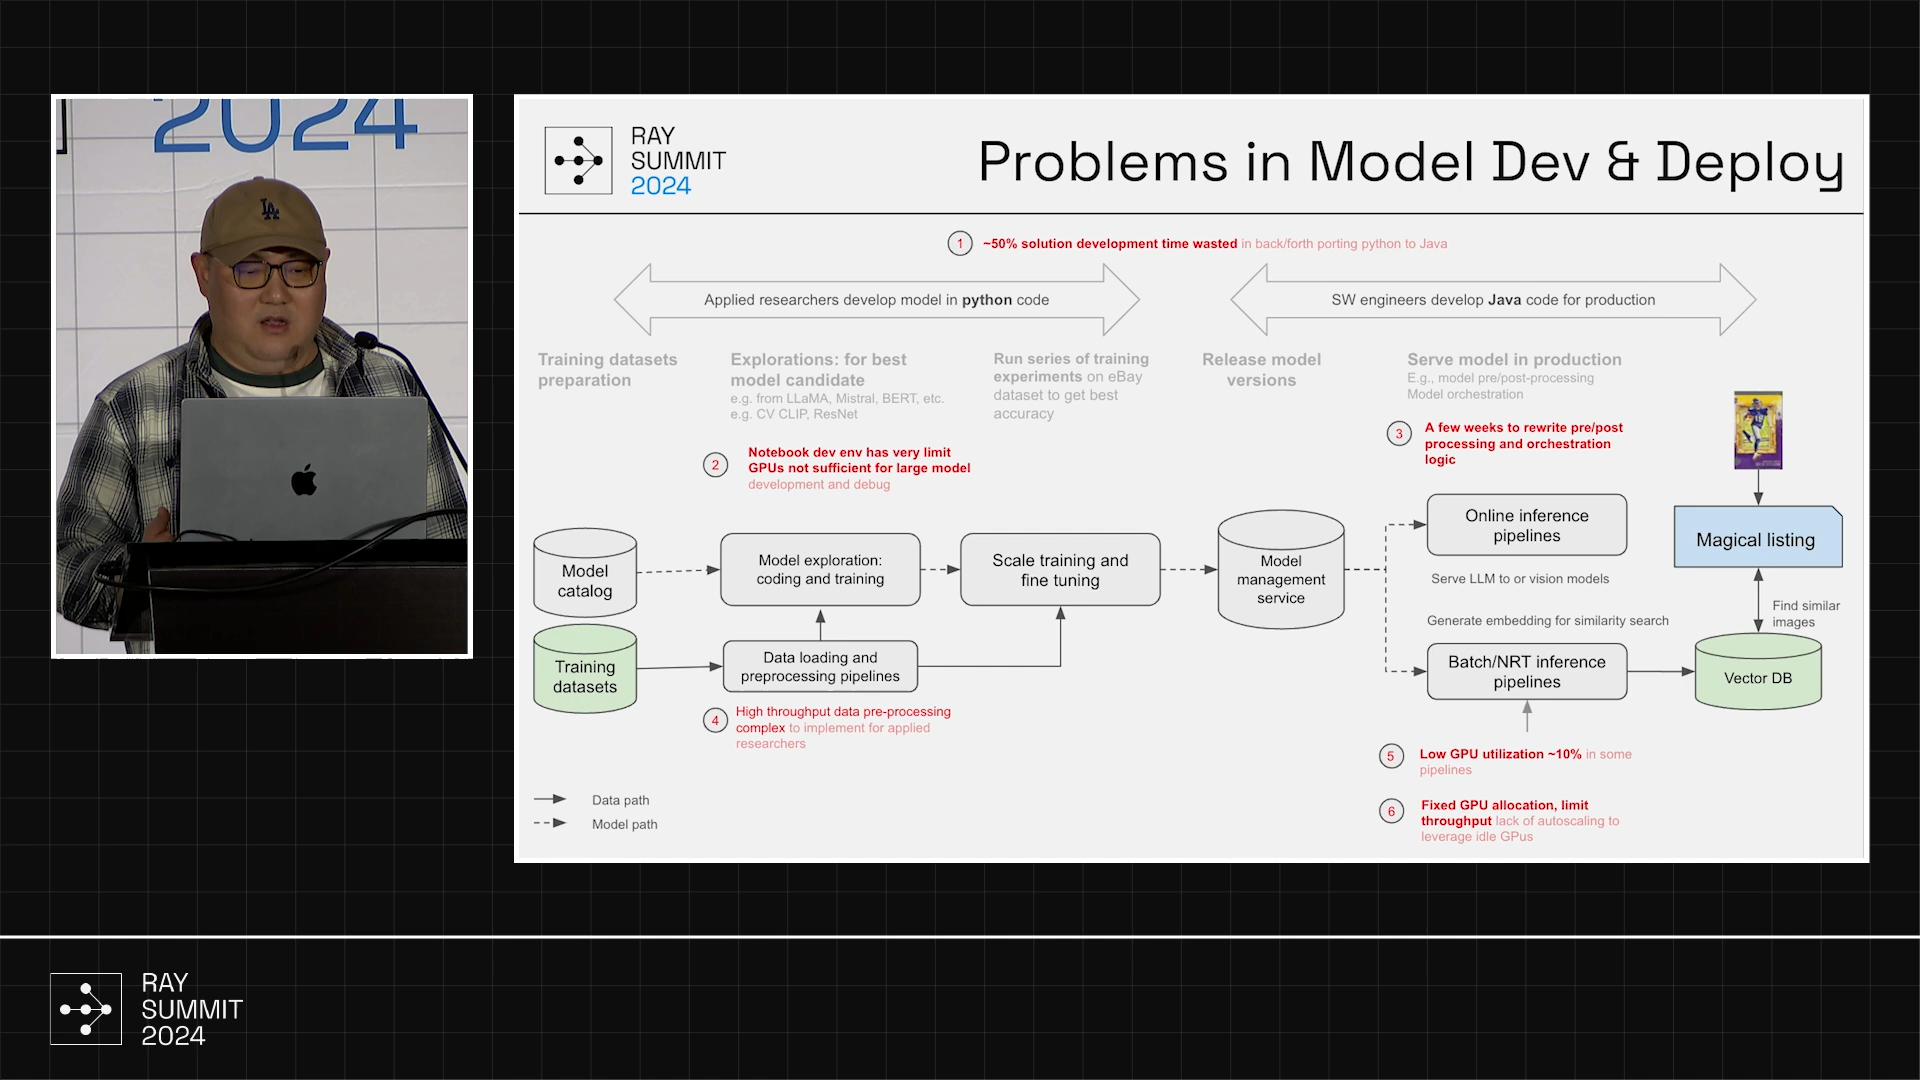 2024
LA
RAY
SUMMIT
2024
Problems in Model Dev & Deploy
1 ~50% solution development time wasted in back/forth porting python to Java
Applied researchers develop model in python code
SW engineers develop Java code for production
Training datasets
preparation
Explorations: for best
model candidate
e.g. from LLaMA, Mistral, BERT, etc.
e.g. CV CLIP, ResNet
Run series of training
experiments on eBay
dataset to get best
accuracy
Release model
versions
Serve model in production
E.g., model pre/post-processing
Model orchestration
2 Notebook dev env has very limit
GPUs not sufficient for large model
development and debug
3 A few weeks to rewrite pre/post
processing and orchestration
logic
Model
catalog
Model exploration:
coding and training
Scale training and
fine tuning
Model
management
service
Online inference
pipelines
Serve LLM to or vision models
Magical listing
Find similar
images
Generate embedding for similarity search
Training
datasets
Data loading and
preprocessing pipelines
Batch/NRT inference
pipelines
Vector DB
4 High throughput data pre-processing
complex to implement for applied
researchers
5 Low GPU utilization ~10% in some
pipelines
6 Fixed GPU allocation, limit
throughput lack of autoscaling to
leverage idle GPus
Data path
Model path
RAY
SUMMIT
2024